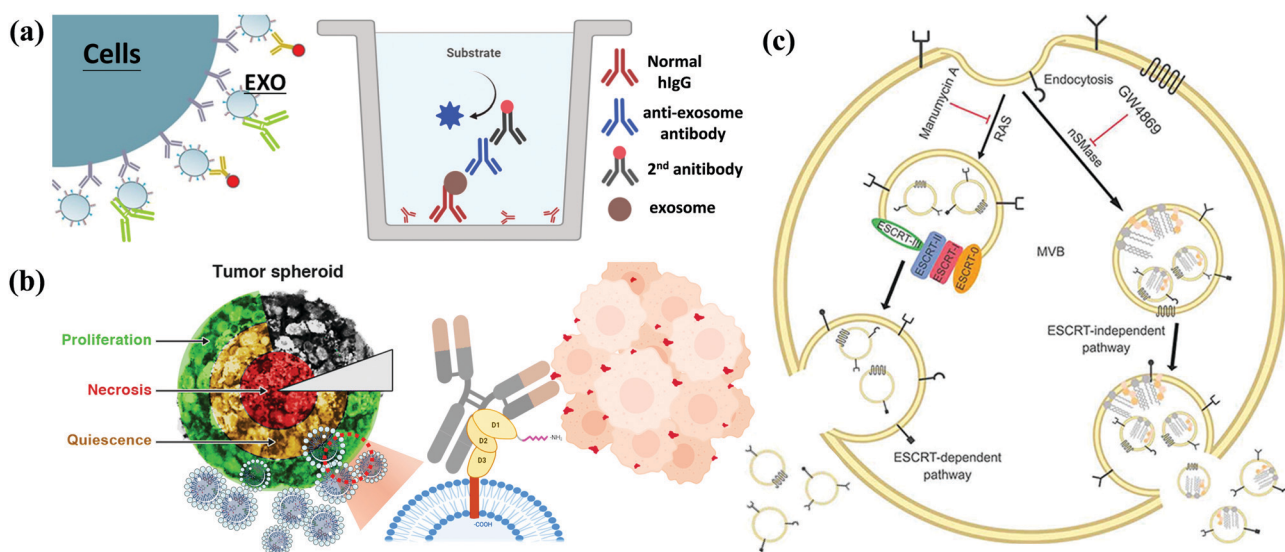 (a)
Cells
EXO
Substrate
Normal
hIgG
anti-exosome
antibody
2nd anitibody
exosome
(b)
Tumor spheroid
Proliferation
Necrosis
Quiescence
D1
D2
D3
-NH2
-COOH
(c)
Endocytosis
Manumycin A
RAS
GW4869
nSMase
ESCRT-III
ESCRT-II
ESCRT-I
ESCRT-0
MVB
ESCRT-independent
pathway
ESCRT-dependent
pathway